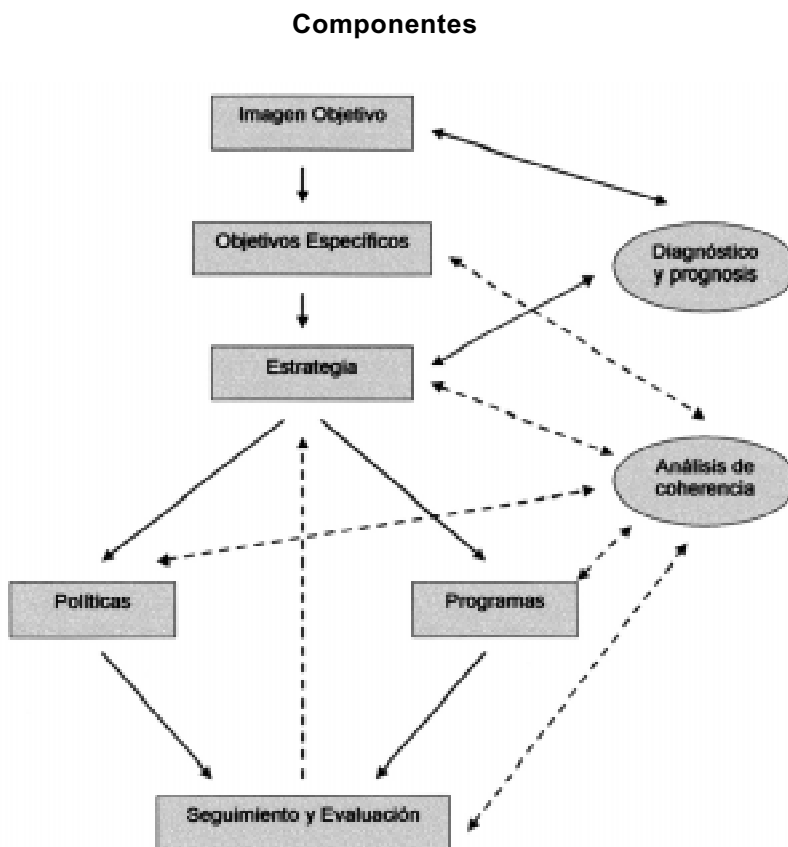 Componentes
Imagen Objetivo
Objetivos Específicos
Diagnóstico
y prognosis
Estrategia
Análisis de
coherencia
Políticas
Programas
Seguimiento y Evaluación